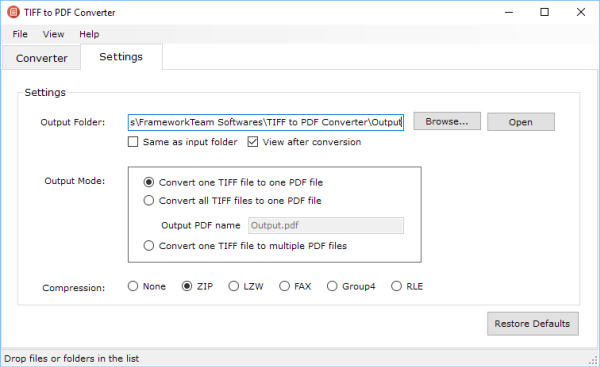 TIFF to PDF Converter
File View Help
Converter Settings
Settings
Output Folder: s\FrameworkTeam Softwares\TIFF to PDF Converter\Output Browse... Open
Same as input folder View after conversion
Output Mode: Convert one TIFF file to one PDF file
Convert all TIFF files to one PDF file
Output PDF name Output.pdf
Convert one TIFF file to multiple PDF files
Compression: None ZIP LZW FAX Group4 RLE
Restore Defaults
Drop files or folders in the list